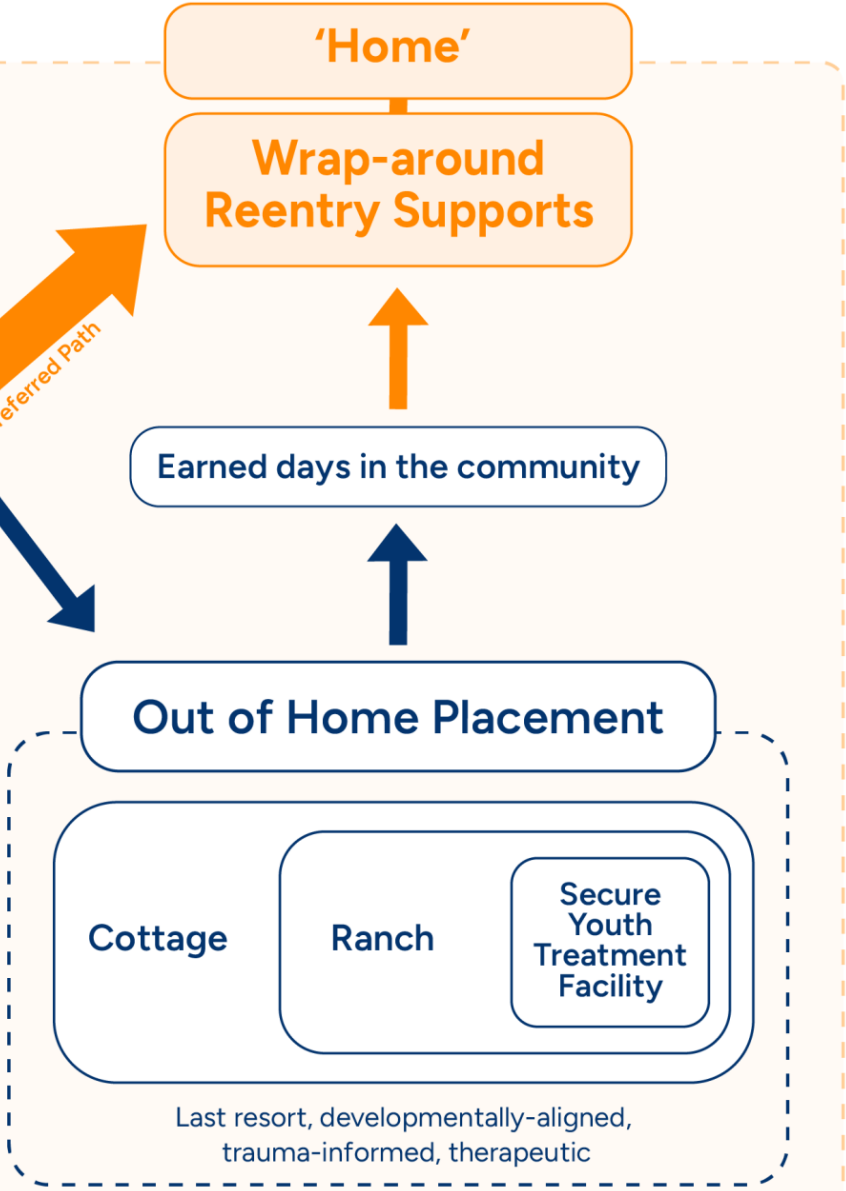 ‘Home’
Wrap-around
Reentry Supports
Path
Earned days in the community
Out of Home Placement
Cottage
Ranch
Secure
Youth
Treatment
Facility
Last resort, developmentally-aligned,
trauma-informed, therapeutic